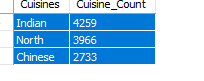 Cuisines Cuisine_Count
Indian 4259
North 3966
Chinese 2733